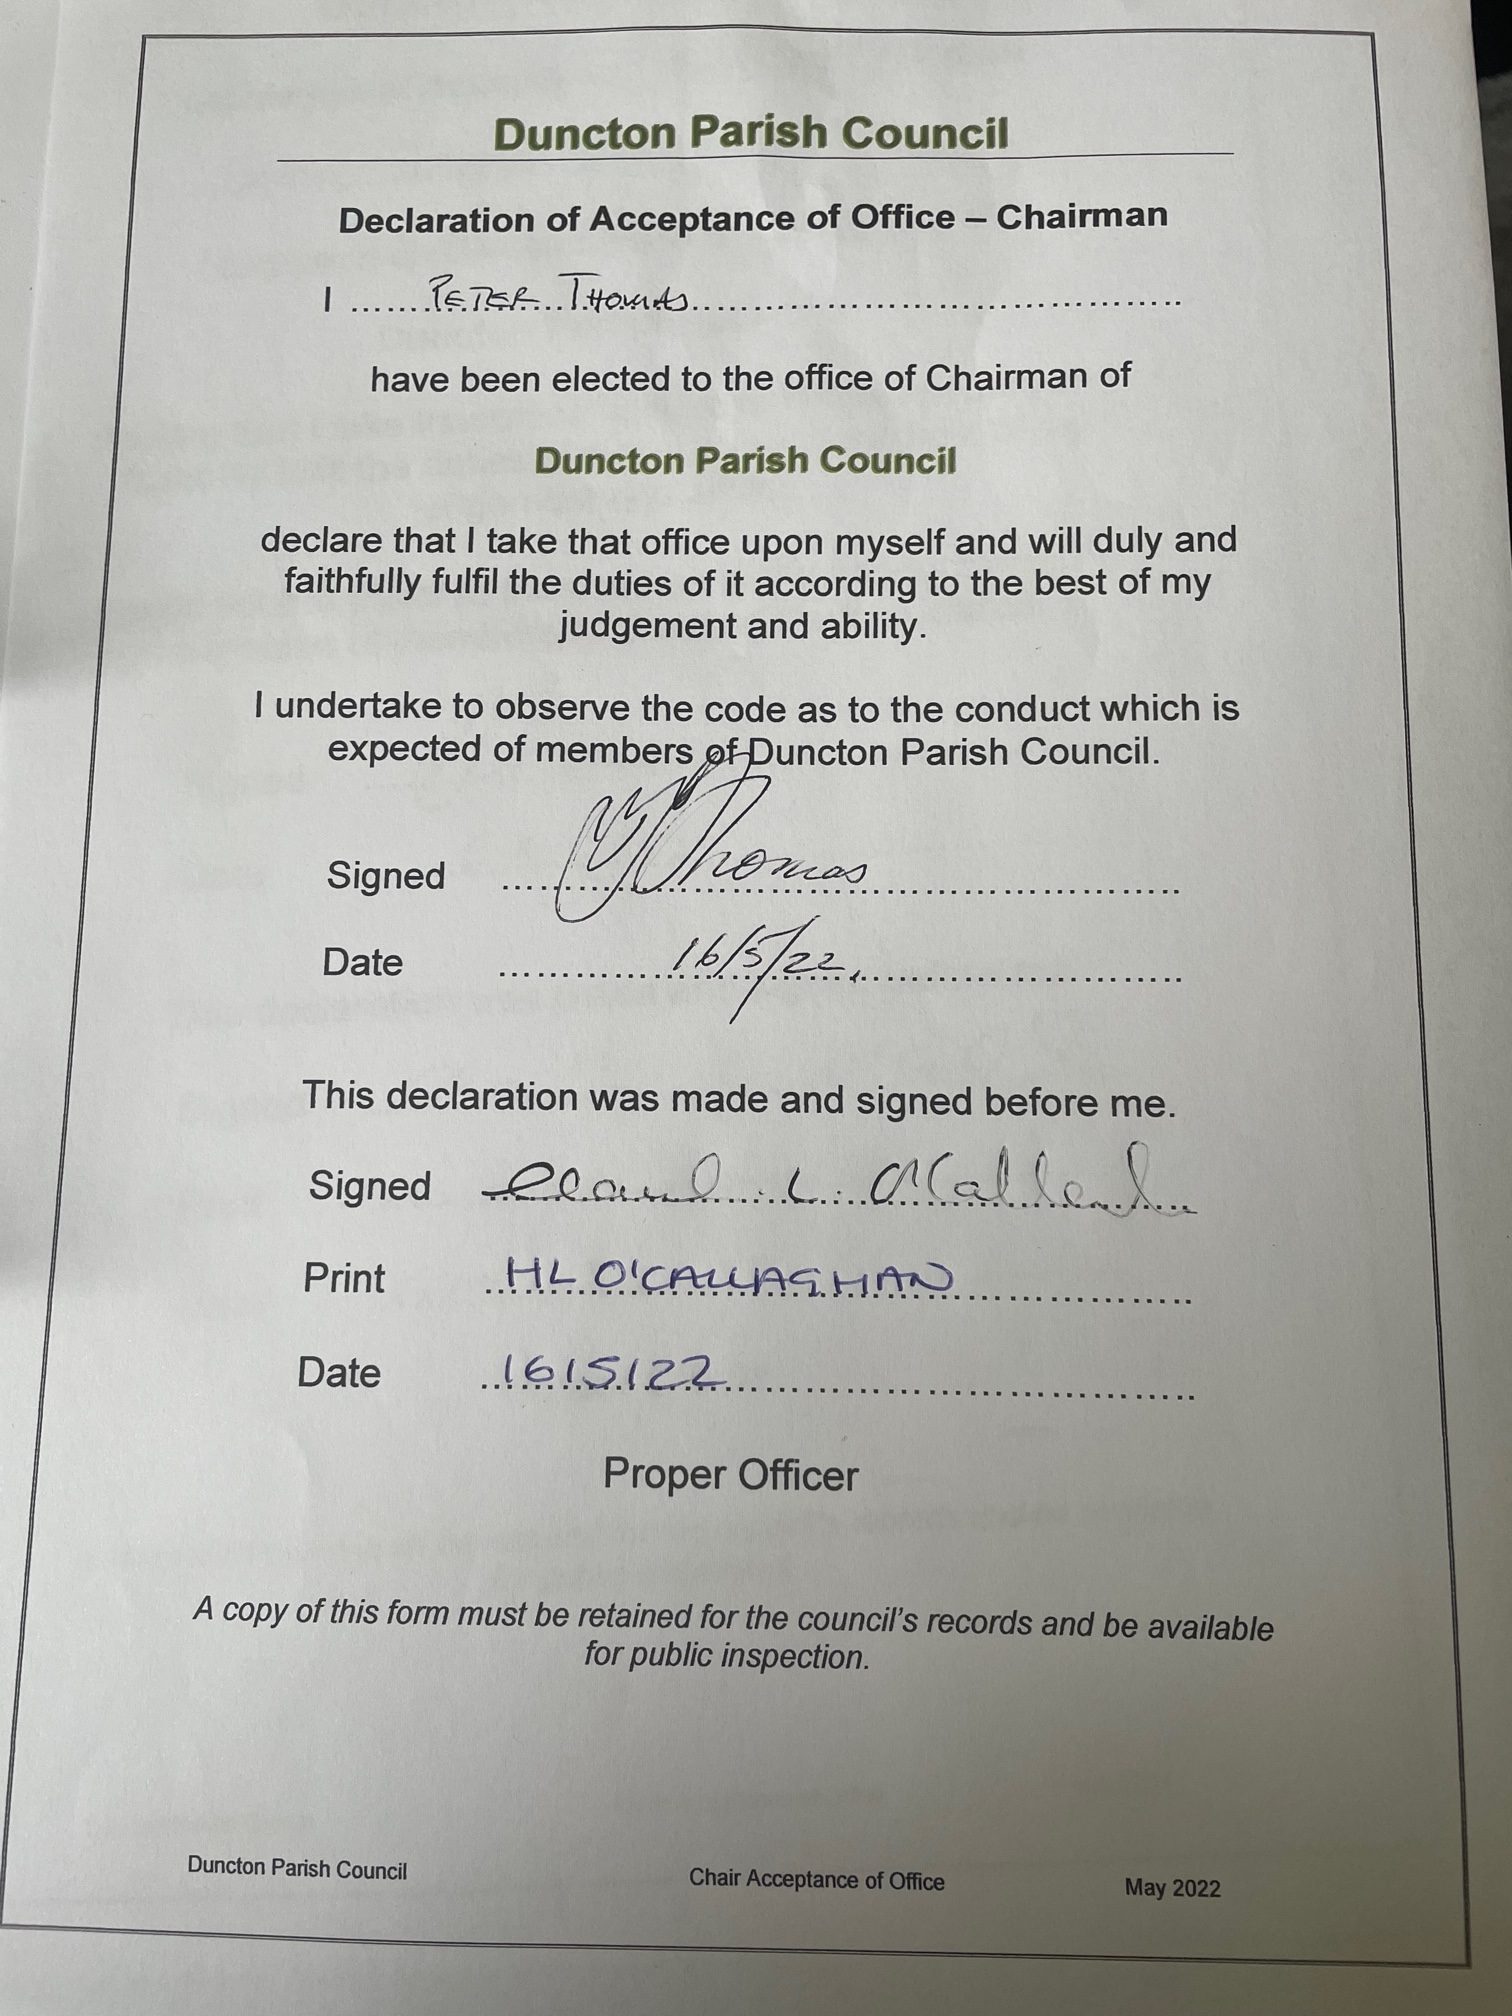 Duncton Parish Council
Declaration of Acceptance of Office – Chairman
I ......PETER THOMAS..........
have been elected to the office of Chairman of
Duncton Parish Council
declare that I take that office upon myself and will duly and
faithfully fulfil the duties of it according to the best of my
judgement and ability.
I undertake to observe the code as to the conduct which is
expected of members of Duncton Parish Council.
Signed Thomas
Date 16/5/22
This declaration was made and signed before me.
Signed
Print HL O'CALLAGHAN
Date 16/5/22
Proper Officer
A copy of this form must be retained for the council's records and be available
for public inspection.
Duncton Parish Council Chair Acceptance of Office May 2022